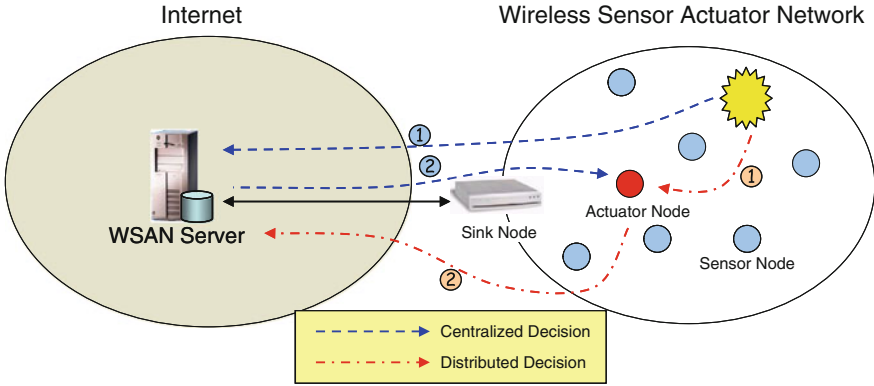 Internet
Wireless Sensor Actuator Network
1
2
1
Actuator Node
WSAN Server
Sink Node
Sensor Node
2
Centralized Decision
Distributed Decision